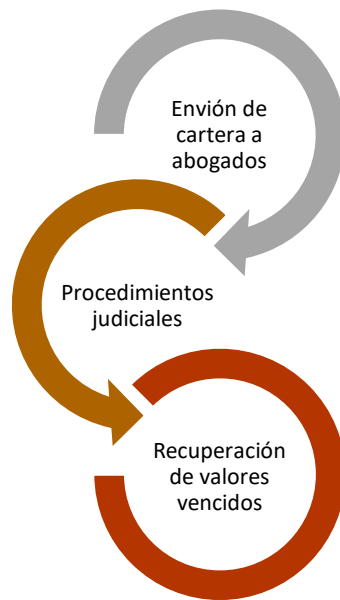 Envión de
cartera a
abogados
Procedimientos
judiciales
Recuperación
de valores
vencidos